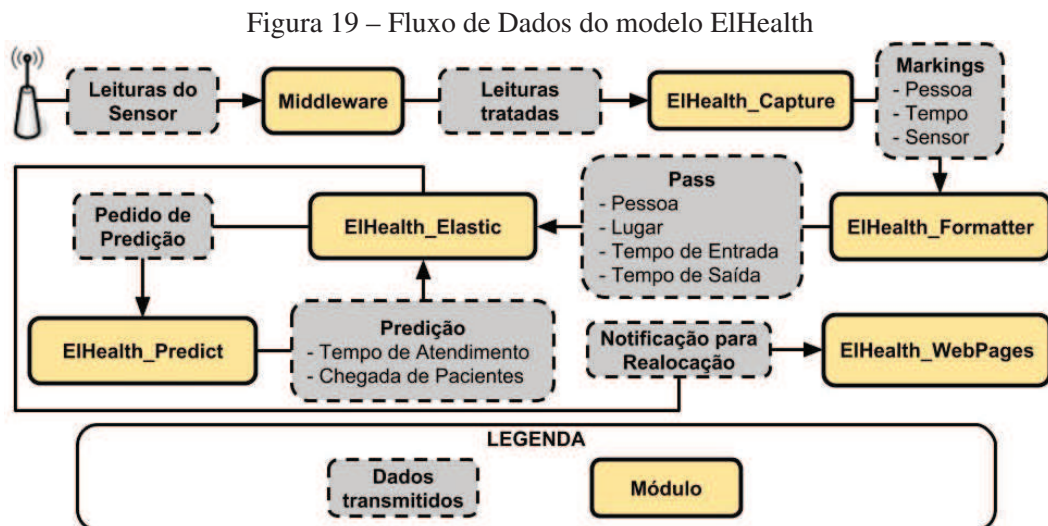 Figura 19 – Fluxo de Dados do modelo ElHealth
Leituras do
Sensor
Middleware
Leituras
tratadas
ElHealth_Capture
Markings
- Pessoa
- Tempo
- Sensor
Pedido de
Predição
ElHealth_Elastic
Pass
- Pessoa
- Lugar
- Tempo de Entrada
- Tempo de Saída
ElHealth_Formatter
ElHealth_Predict
Predição
- Tempo de Atendimento
- Chegada de Pacientes
Notificação para
Realocação
ElHealth_WebPages
LEGENDA
Dados
transmitidos
Módulo